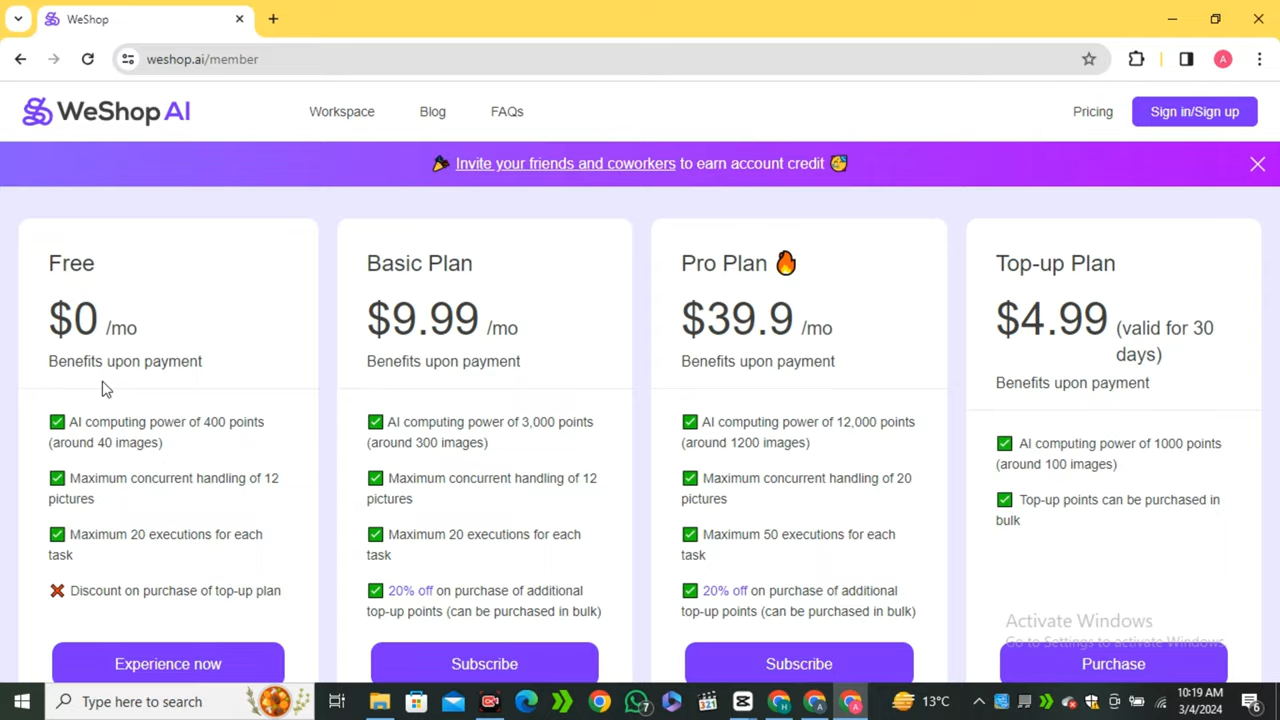 WeShop
weshop.ai/member
A
WeShop AI
Workspace
Blog
FAQs
Pricing
Sign in/Sign up
Invite your friends and coworkers to earn account credit
Free
$0 /mo
Benefits upon payment
AI computing power of 400 points
(around 40 images)
Maximum concurrent handling of 12
pictures
Maximum 20 executions for each
task
Discount on purchase of top-up plan
Experience now
Basic Plan
$9.99 /mo
Benefits upon payment
AI computing power of 3,000 points
(around 300 images)
Maximum concurrent handling of 12
pictures
Maximum 20 executions for each
task
20% off on purchase of additional
top-up points (can be purchased in bulk)
Subscribe
Pro Plan
$39.9 /mo
Benefits upon payment
AI computing power of 12,000 points
(around 1200 images)
Maximum concurrent handling of 20
pictures
Maximum 50 executions for each
task
20% off on purchase of additional
top-up points (can be purchased in bulk)
Subscribe
Top-up Plan
$4.99 (valid for 30
days)
Benefits upon payment
AI computing power of 1000 points
(around 100 images)
Top-up points can be purchased in
bulk
Activate Windows
Go to Settings to activate Windows.
Purchase
Type here to search
7
321
H
A
A
13°C
10:19 AM
3/4/2024
6